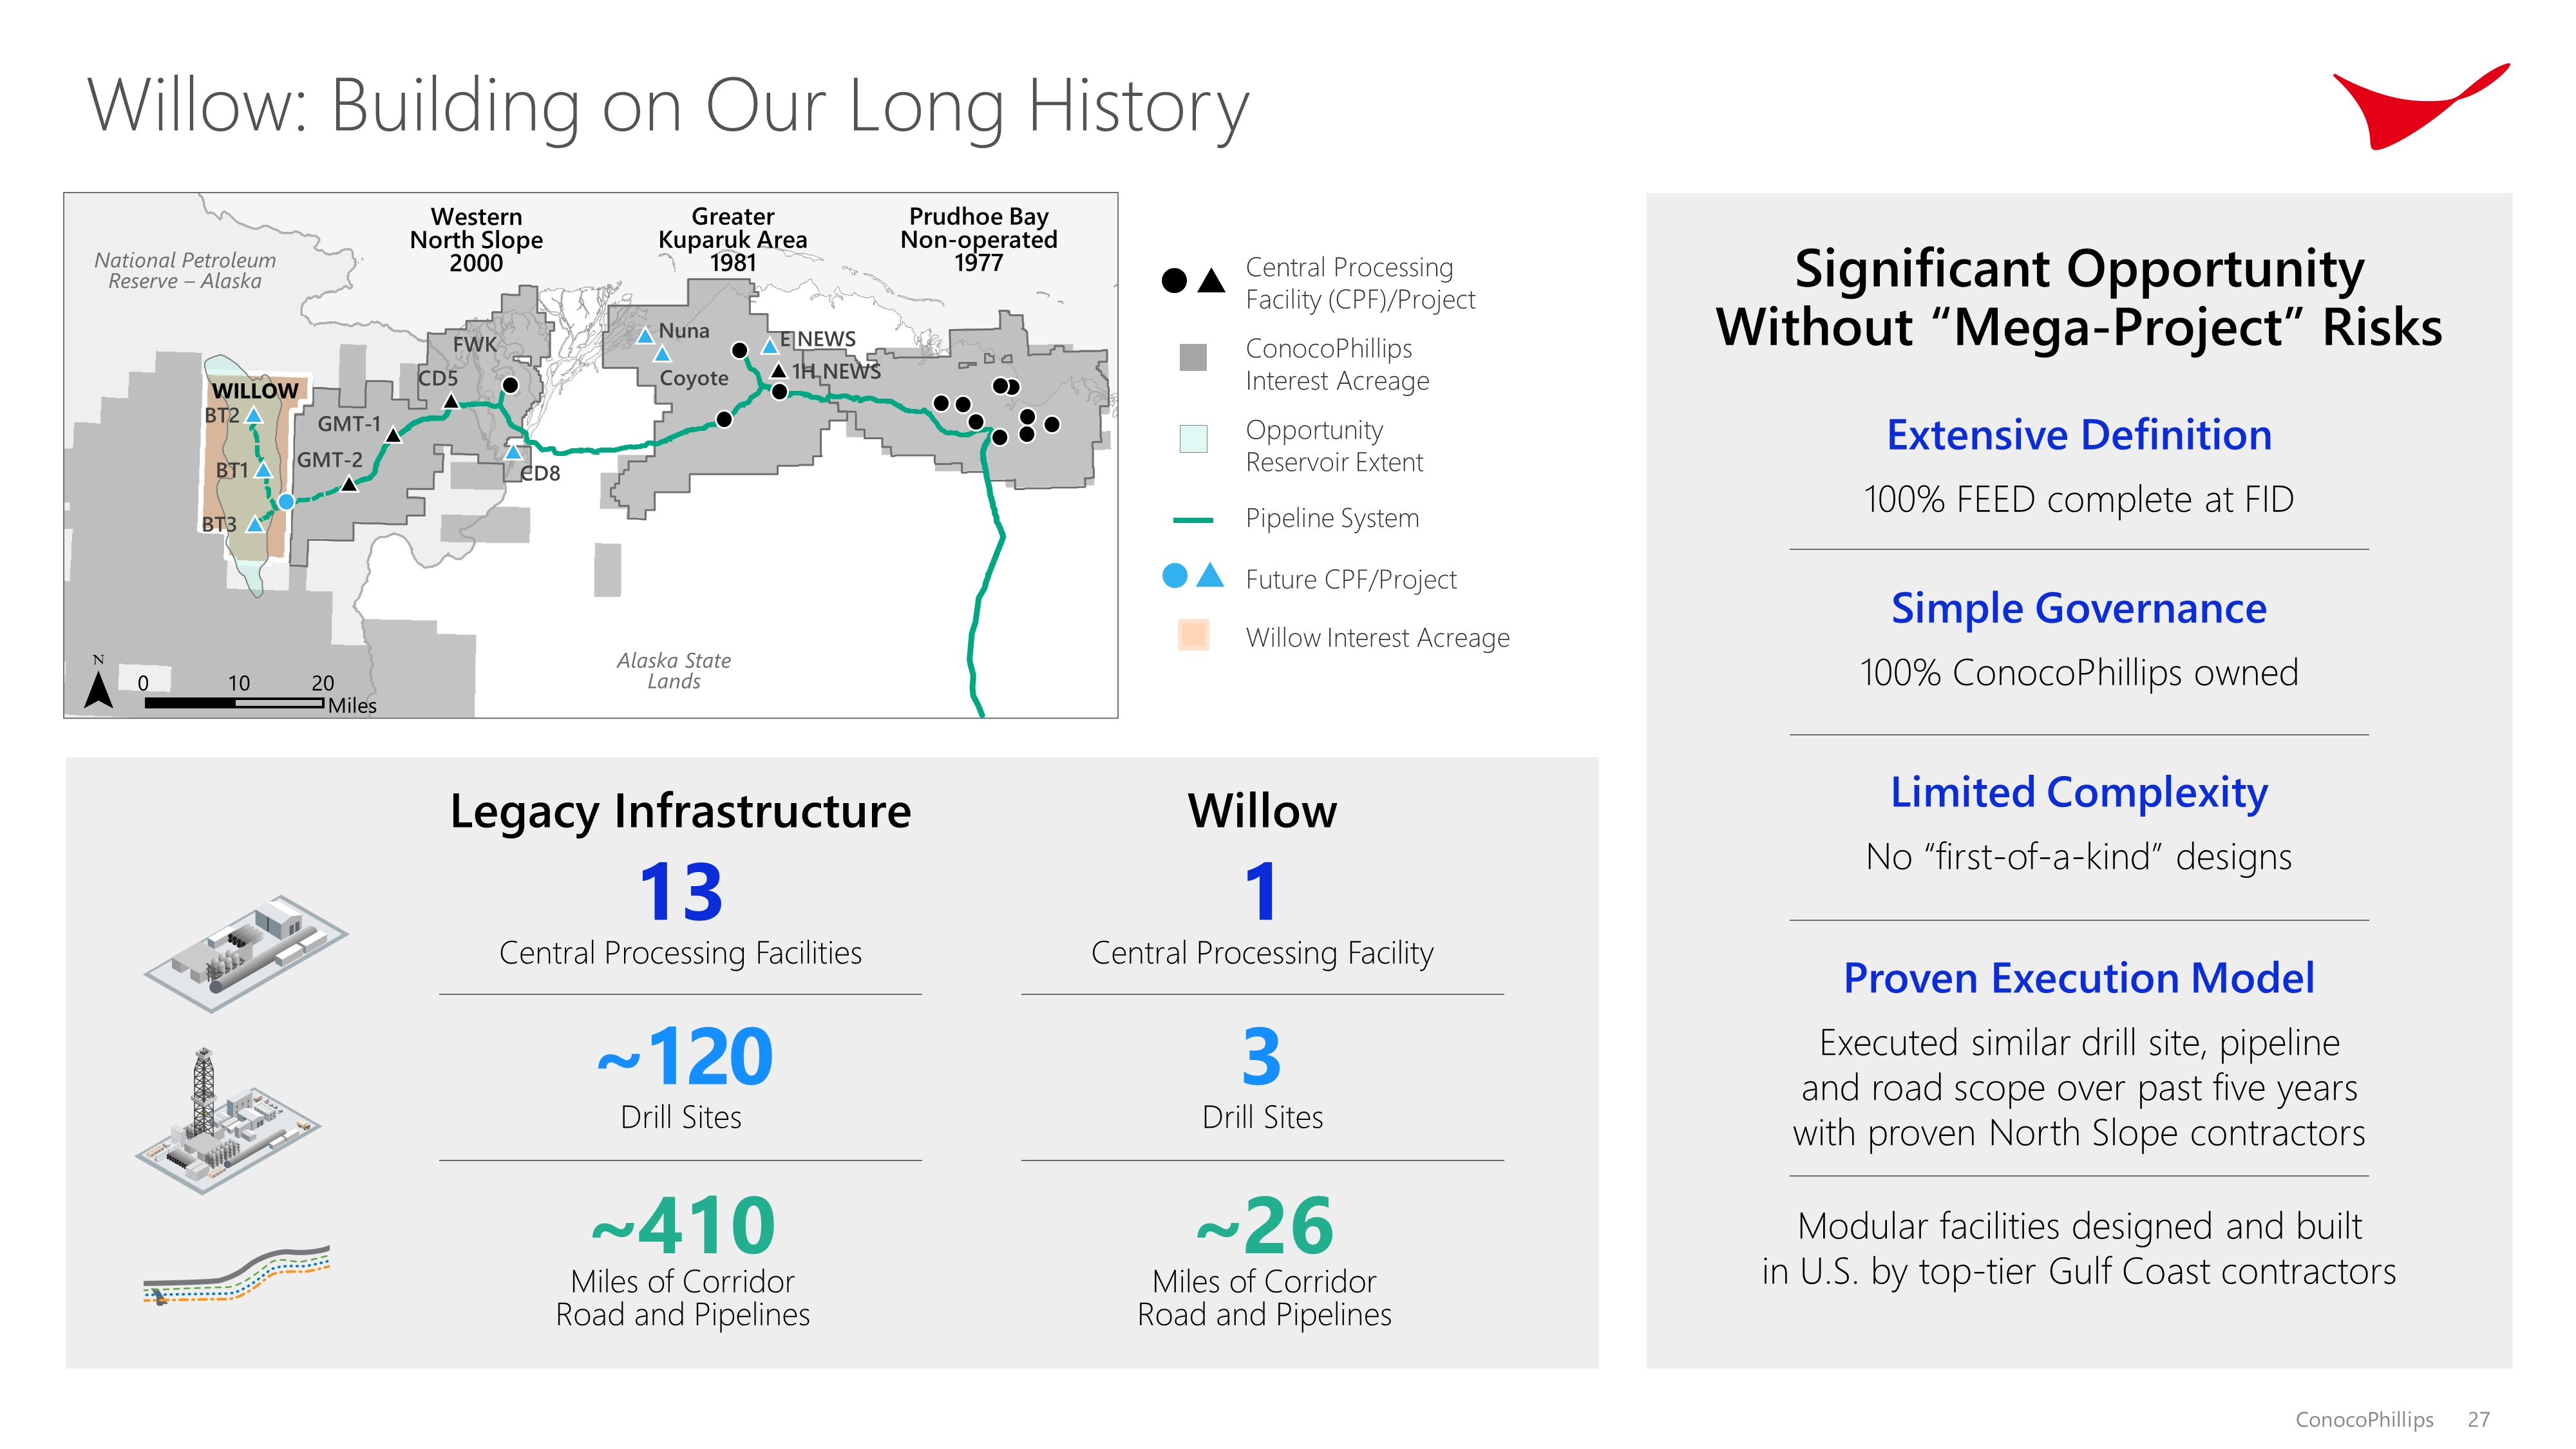 Willow: Building on Our Long History
National Petroleum
Reserve – Alaska
Western
North Slope
2000
Greater
Kuparuk Area
1981
Prudhoe Bay
Non-operated
1977
FWK
CD5
WILLOW
BT2
GMT-1
GMT-2
BT1
BT3
CD8
Nuna
Coyote
E NEWS
1H NEWS
Alaska State
Lands
N
0 10 20
Miles
Central Processing
Facility (CPF)/Project
ConocoPhillips
Interest Acreage
Opportunity
Reservoir Extent
Pipeline System
Future CPF/Project
Willow Interest Acreage
Legacy Infrastructure
13
Central Processing Facilities
~120
Drill Sites
~410
Miles of Corridor
Road and Pipelines
Willow
1
Central Processing Facility
3
Drill Sites
~26
Miles of Corridor
Road and Pipelines
Significant Opportunity
Without “Mega-Project” Risks
Extensive Definition
100% FEED complete at FID
Simple Governance
100% ConocoPhillips owned
Limited Complexity
No “first-of-a-kind” designs
Proven Execution Model
Executed similar drill site, pipeline
and road scope over past five years
with proven North Slope contractors
Modular facilities designed and built
in U.S. by top-tier Gulf Coast contractors
ConocoPhillips 27